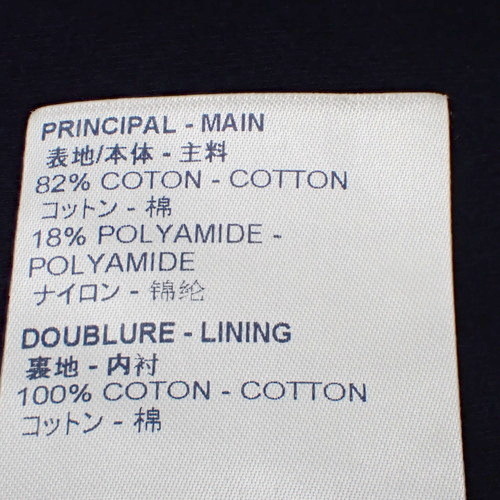 PRINCIPAL - MAIN
表地/本体 - 主料
82% COTON - COTTON
コットン - 棉
18% POLYAMIDE -
POLYAMIDE
ナイロン - 锦纶
DOUBLURE - LINING
裏地 - 内衬
100% COTON - COTTON
コットン - 棉